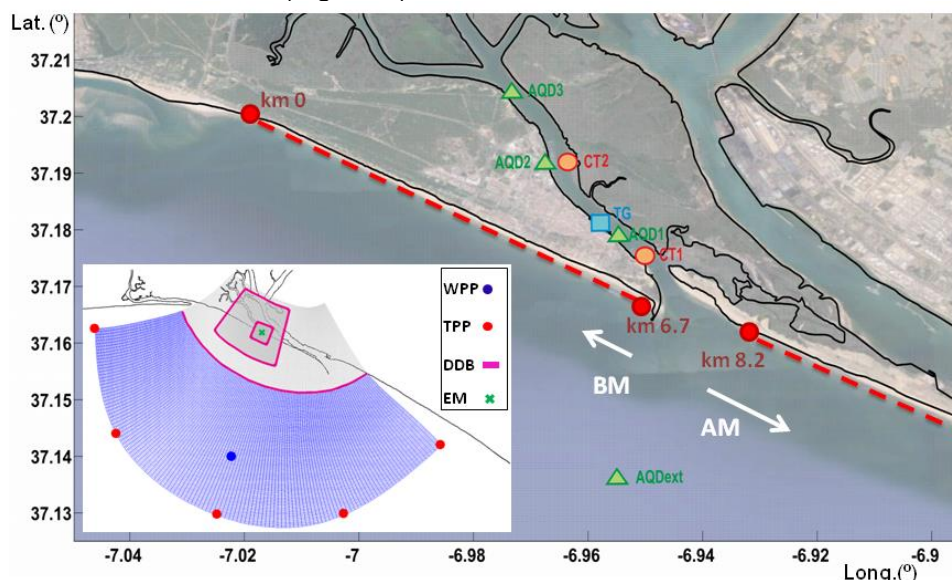 Lat. (º)
37.21
37.2
37.19
37.18
37.17
37.16
37.15
37.14
37.13
km 0
AQD3
AQD2
CT2
TG
AQD1
CT1
km 6.7
km 8.2
BM
AM
AQDext
WPP
TPP
DDB
EM
-7.04
-7.02
-7
-6.98
-6.96
-6.94
-6.92
-6.9
Long.(º)